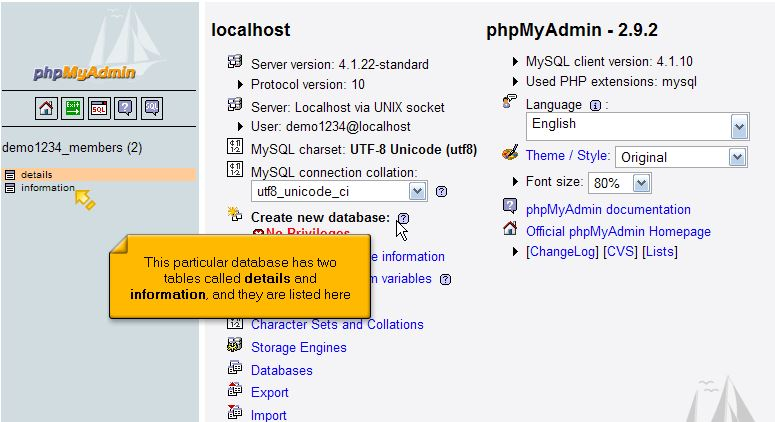 phpMyAdmin
Exit
SQL
?
SQL
demo1234_members (2)
details
information
localhost
Server version: 4.1.22-standard
Protocol version: 10
Server: Localhost via UNIX socket
User: demo1234@localhost
MySQL charset: UTF-8 Unicode (utf8)
MySQL connection collation:
utf8_unicode_ci
Create new database:
No Privileges
This particular database has two
tables called details and
information, and they are listed here
information
variables
Character Sets and Collations
Storage Engines
Databases
Export
Import
phpMyAdmin - 2.9.2
MySQL client version: 4.1.10
Used PHP extensions: mysql
Language :
English
Theme / Style: Original
Font size: 80%
phpMyAdmin documentation
Official phpMyAdmin Homepage
[ChangeLog] [CVS] [Lists]